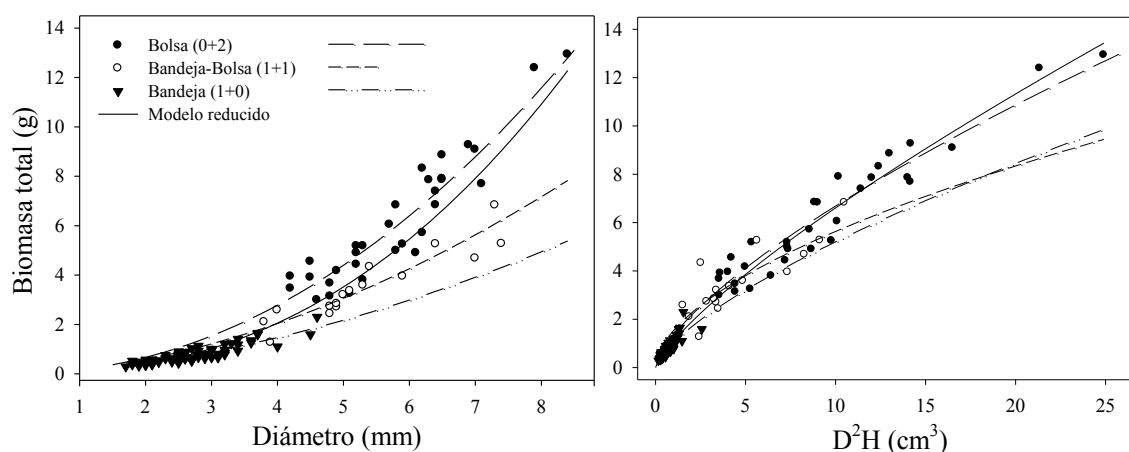 14
12
10
8
6
4
2
0
Biomasa total (g)
Bolsa (0+2)
Bandeja-Bolsa (1+1)
Bandeja (1+0)
Modelo reducido
1 2 3 4 5 6 7 8
Diámetro (mm)
14
12
10
8
6
4
2
0
0 5 10 15 20 25
D²H (cm³)